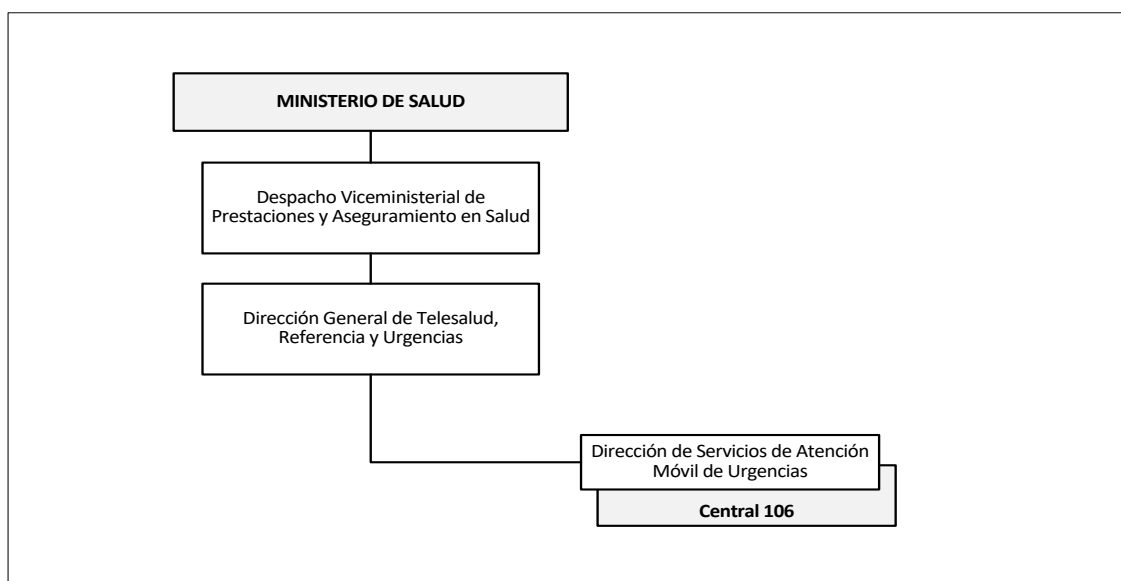 MINISTERIO DE SALUD
Despacho Viceministerial de
Prestaciones y Aseguramiento en Salud
Dirección General de Telesalud,
Referencia y Urgencias
Dirección de Servicios de Atención
Móvil de Urgencias
Central 106